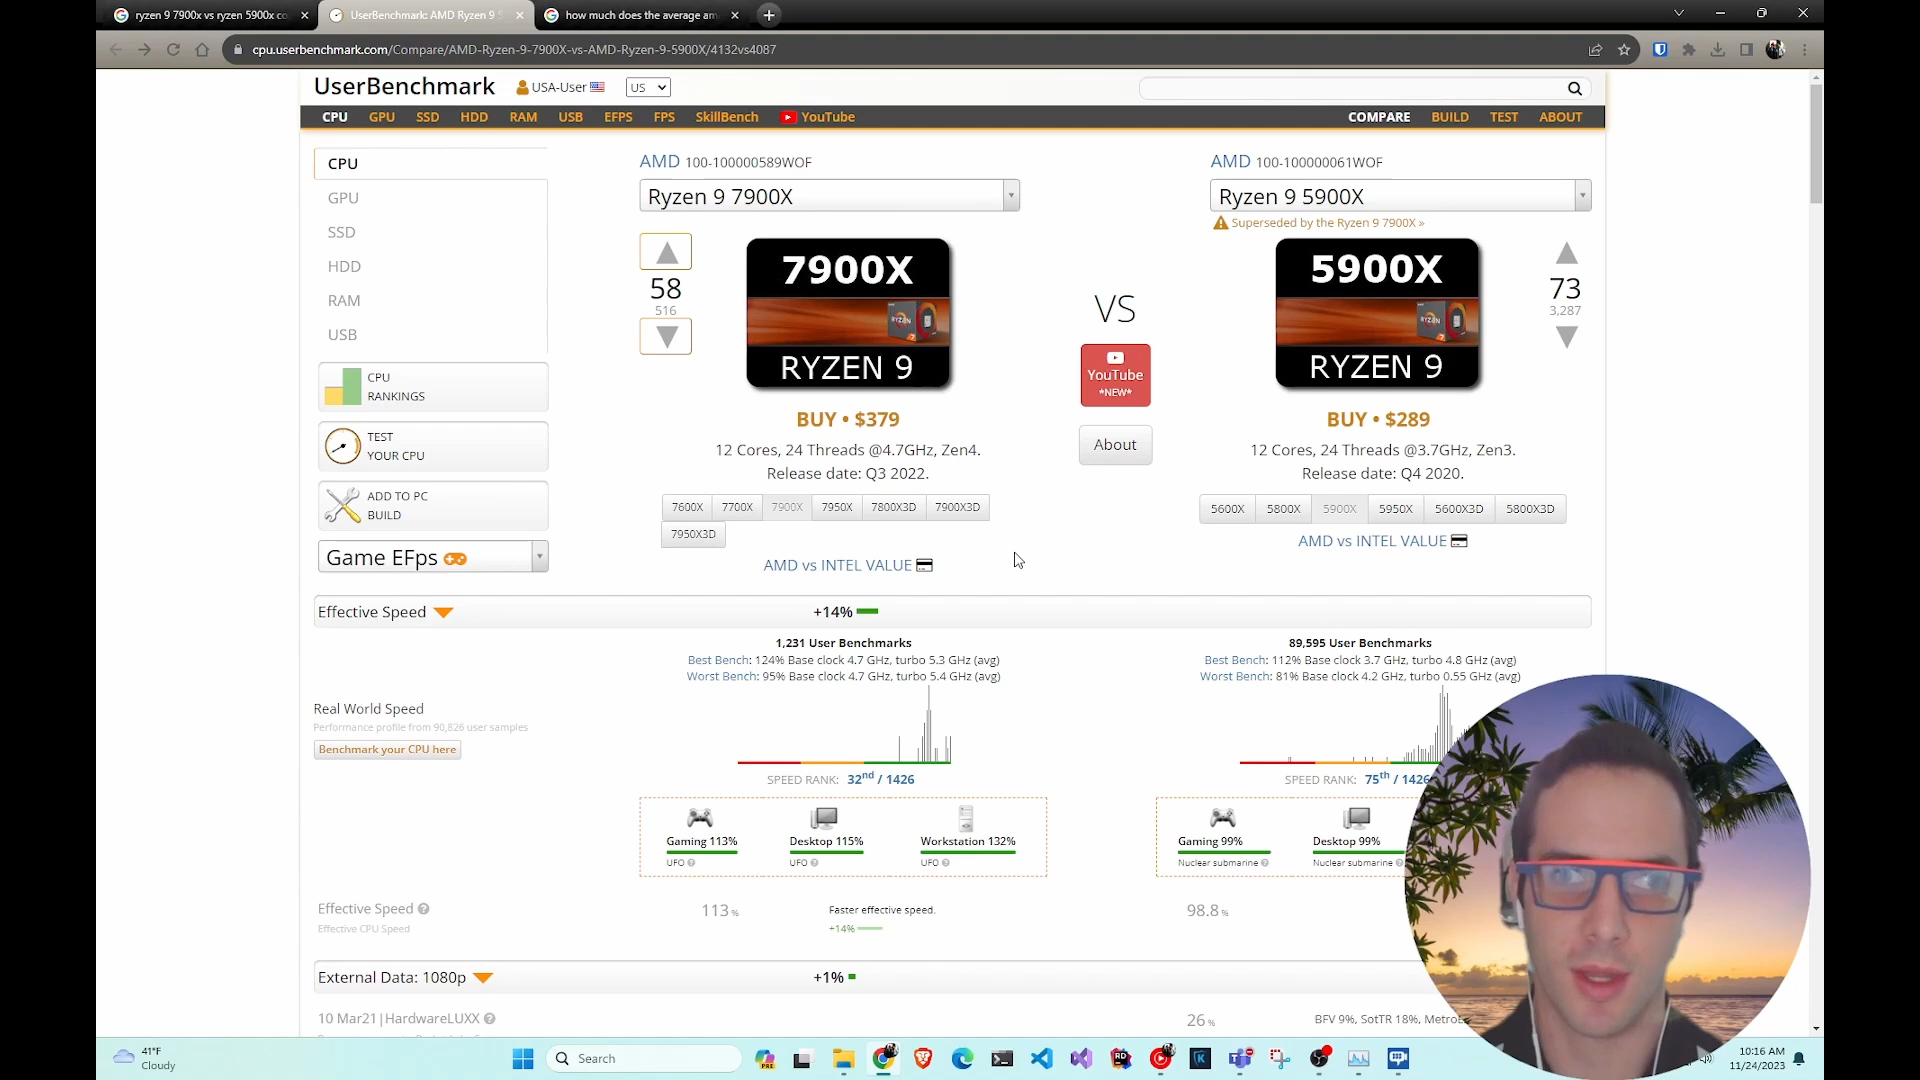 ryzen 9 7900x vs ryzen 5900x co
UserBenchmark: AMD Ryzen 9 5
how much does the average am
cpu.userbenchmark.com/Compare/AMD-Ryzen-9-7900X-vs-AMD-Ryzen-9-5900X/4132vs4087
UserBenchmark
USA-User
US
CPU GPU SSD HDD RAM USB EFPS FPS SkillBench YouTube
COMPARE BUILD TEST ABOUT
CPU
GPU
SSD
HDD
RAM
USB
CPU
RANKINGS
TEST
YOUR CPU
ADD TO PC
BUILD
Game EFps
AMD 100-100000589WOF
Ryzen 9 7900X
58
516
7900X
RYZEN
RYZEN 9
BUY • $379
12 Cores, 24 Threads @4.7GHz, Zen4.
Release date: Q3 2022.
7600X 7700X 7900X 7950X 7800X3D 7900X3D
7950X3D
AMD vs INTEL VALUE
VS
YouTube
*NEW*
About
AMD 100-100000061WOF
Ryzen 9 5900X
Superseded by the Ryzen 9 7900X »
5900X
RYZEN
RYZEN 9
73
3,287
BUY • $289
12 Cores, 24 Threads @3.7GHz, Zen3.
Release date: Q4 2020.
5600X 5800X 5900X 5950X 5600X3D 5800X3D
AMD vs INTEL VALUE
Effective Speed
+14%
Real World Speed
Performance profile from 90,826 user samples
Benchmark your CPU here
1,231 User Benchmarks
Best Bench: 124% Base clock 4.7 GHz, turbo 5.3 GHz (avg)
Worst Bench: 95% Base clock 4.7 GHz, turbo 5.4 GHz (avg)
SPEED RANK: 32nd / 1426
Gaming 113% Desktop 115% Workstation 132%
UFO UFO UFO
89,595 User Benchmarks
Best Bench: 112% Base clock 3.7 GHz, turbo 4.8 GHz (avg)
Worst Bench: 81% Base clock 4.2 GHz, turbo 0.55 GHz (avg)
SPEED RANK: 75th / 1426
Gaming 99% Desktop 99%
Nuclear submarine Nuclear submarine
Effective Speed
Effective CPU Speed
113 %
Faster effective speed.
+14%
98.8 %
External Data: 1080p
+1%
10 Mar21|HardwareLUXX
26 %
BFV 9%, SotTR 18%, Metro
41°F
Cloudy
Search
PRE
10:16 AM
11/24/2023